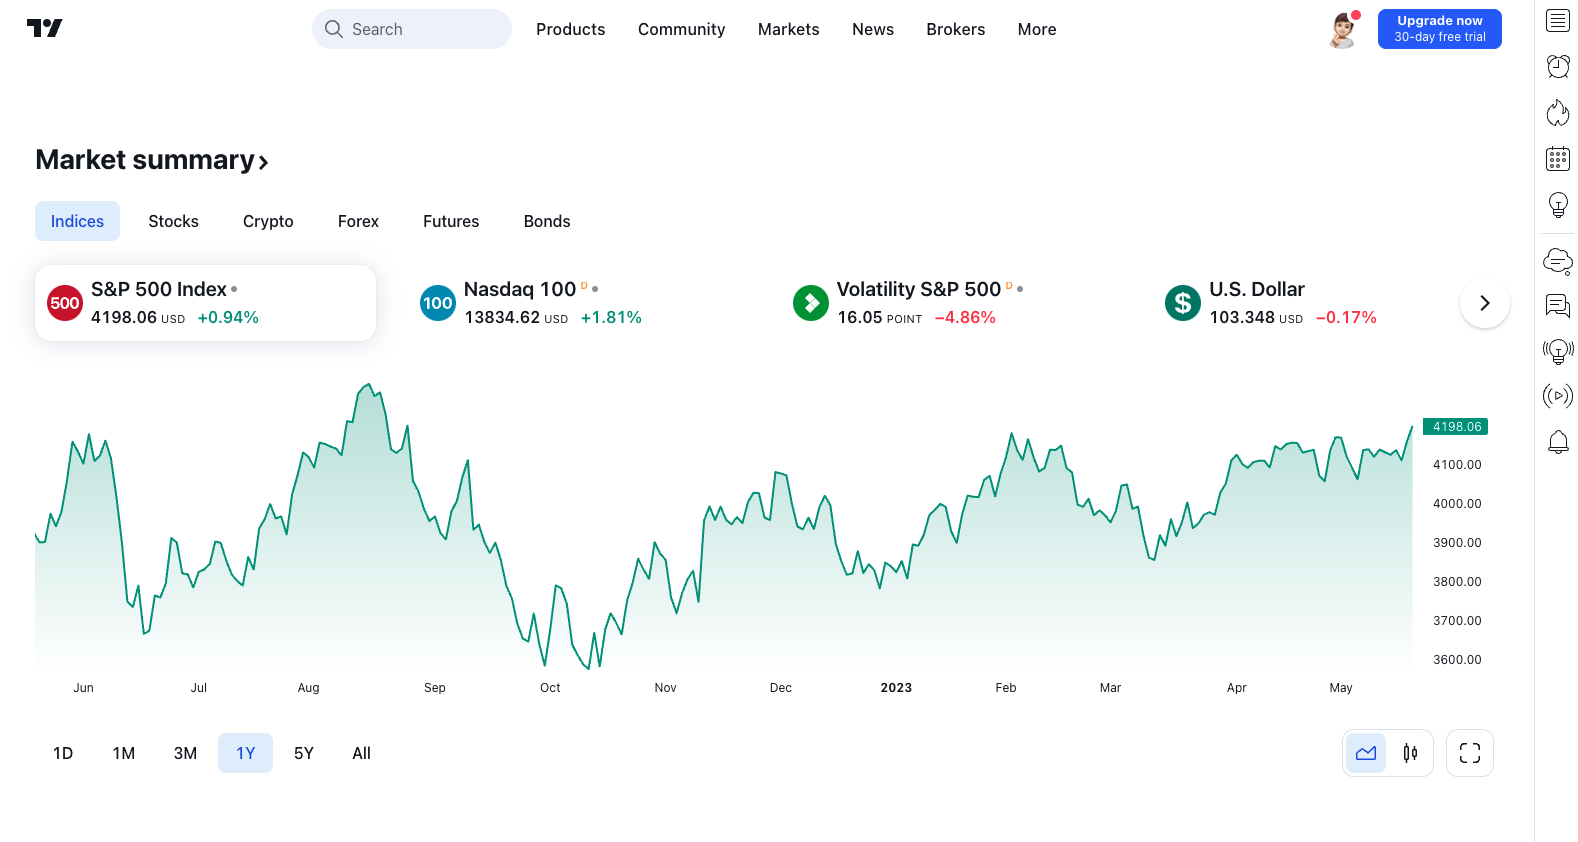 Search
Products
Community
Markets
News
Brokers
More
Upgrade now
30-day free trial
Market summary
Indices
Stocks
Crypto
Forex
Futures
Bonds
500
S&P 500 Index
4198.06 USD +0.94%
100
Nasdaq 100 D
13834.62 USD +1.81%
Volatility S&P 500 D
16.05 POINT −4.86%
$
U.S. Dollar
103.348 USD −0.17%
4198.06
4100.00
4000.00
3900.00
3800.00
3700.00
3600.00
Jun
Jul
Aug
Sep
Oct
Nov
Dec
2023
Feb
Mar
Apr
May
1D
1M
3M
1Y
5Y
All